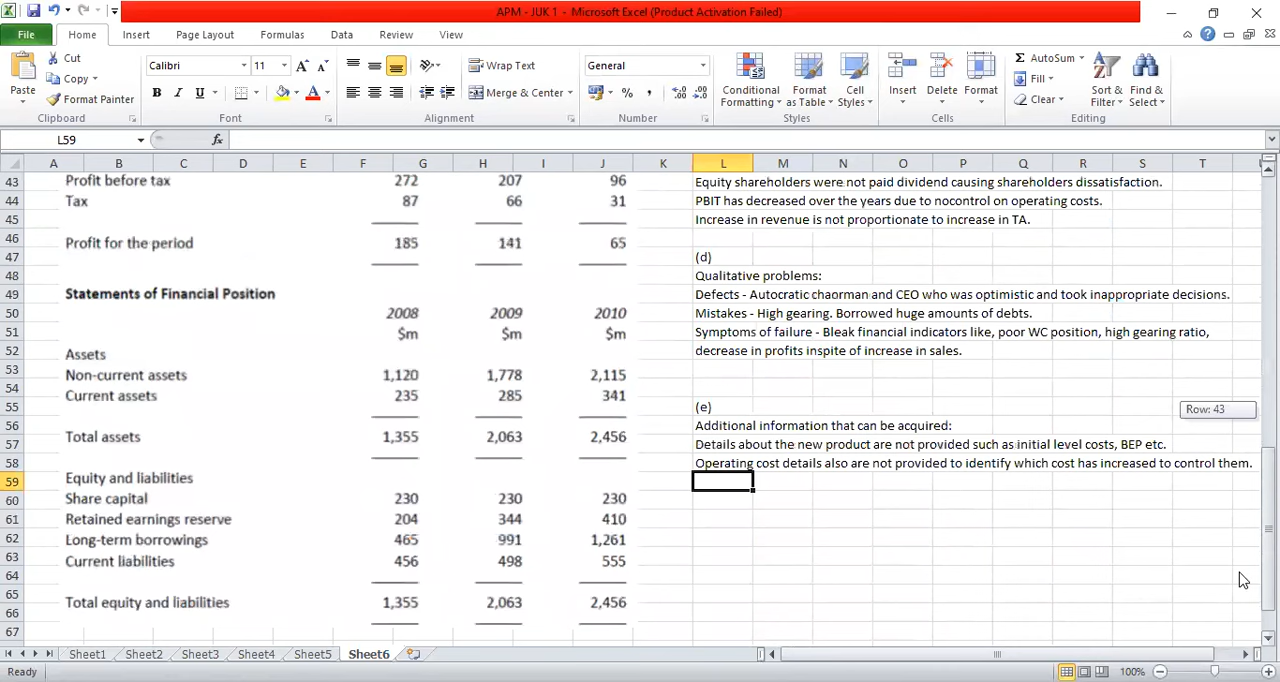 APM - JUK 1 - Microsoft Excel (Product Activation Failed)
File Home Insert Page Layout Formulas Data Review View
Paste
Cut
Copy
Format Painter
Clipboard
Calibri 11
B I U
Font
Wrap Text
Merge & Center
Alignment
General
Number
Conditional Formatting
Format as Table
Cell Styles
Styles
Insert
Delete
Format
Cells
AutoSum
Fill
Clear
Sort & Filter
Find & Select
Editing
L59 fx
A B C D E F G H I J K L M N O P Q R S T
43 Profit before tax 272 207 96 Equity shareholders were not paid dividend causing shareholders dissatisfaction.
44 Tax 87 66 31 PBIT has decreased over the years due to nocontrol on operating costs.
45 Increase in revenue is not proportionate to increase in TA.
46 Profit for the period 185 141 65
47 (d)
48 Qualitative problems:
49 Statements of Financial Position Defects - Autocratic chaorman and CEO who was optimistic and took inappropriate decisions.
50 2008 2009 2010 Mistakes - High gearing. Borrowed huge amounts of debts.
51 $m $m $m Symptoms of failure - Bleak financial indicators like, poor WC position, high gearing ratio,
52 Assets decrease in profits inspite of increase in sales.
53 Non-current assets 1,120 1,778 2,115
54 Current assets 235 285 341
55 (e)
Row: 43
56 Total assets 1,355 2,063 2,456 Additional information that can be acquired:
57 Details about the new product are not provided such as initial level costs, BEP etc.
58 Operating cost details also are not provided to identify which cost has increased to control them.
59 Equity and liabilities
60 Share capital 230 230 230
61 Retained earnings reserve 204 344 410
62 Long-term borrowings 465 991 1,261
63 Current liabilities 456 498 555
64
65 Total equity and liabilities 1,355 2,063 2,456
66
67
Sheet1 Sheet2 Sheet3 Sheet4 Sheet5 Sheet6
Ready 100%